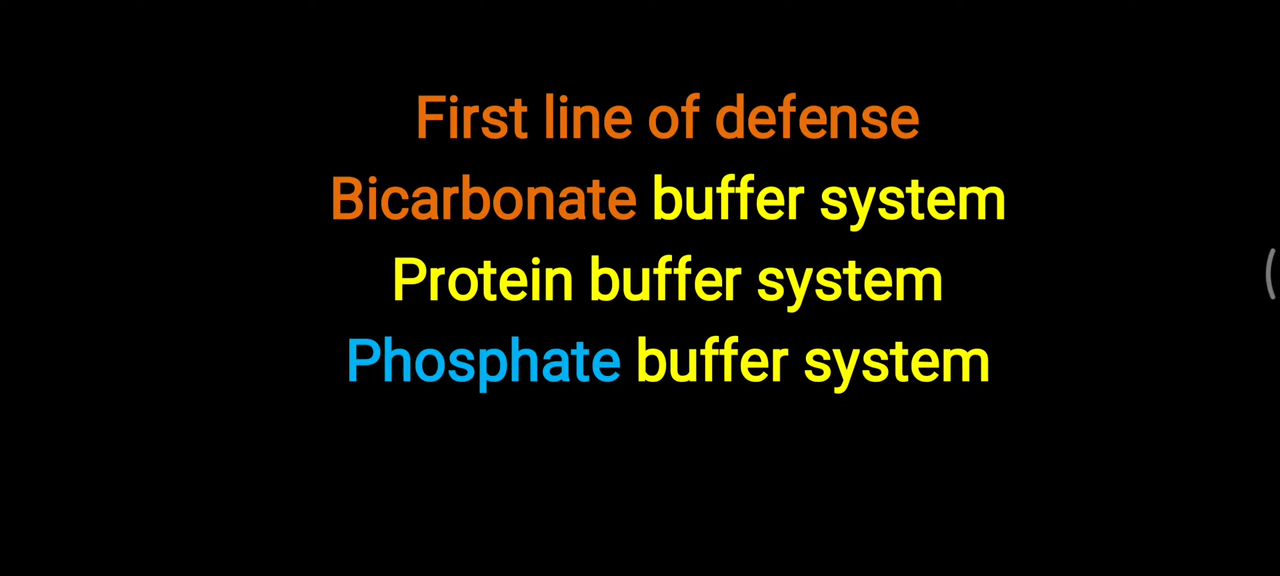 First line of defense
Bicarbonate buffer system
Protein buffer system
Phosphate buffer system